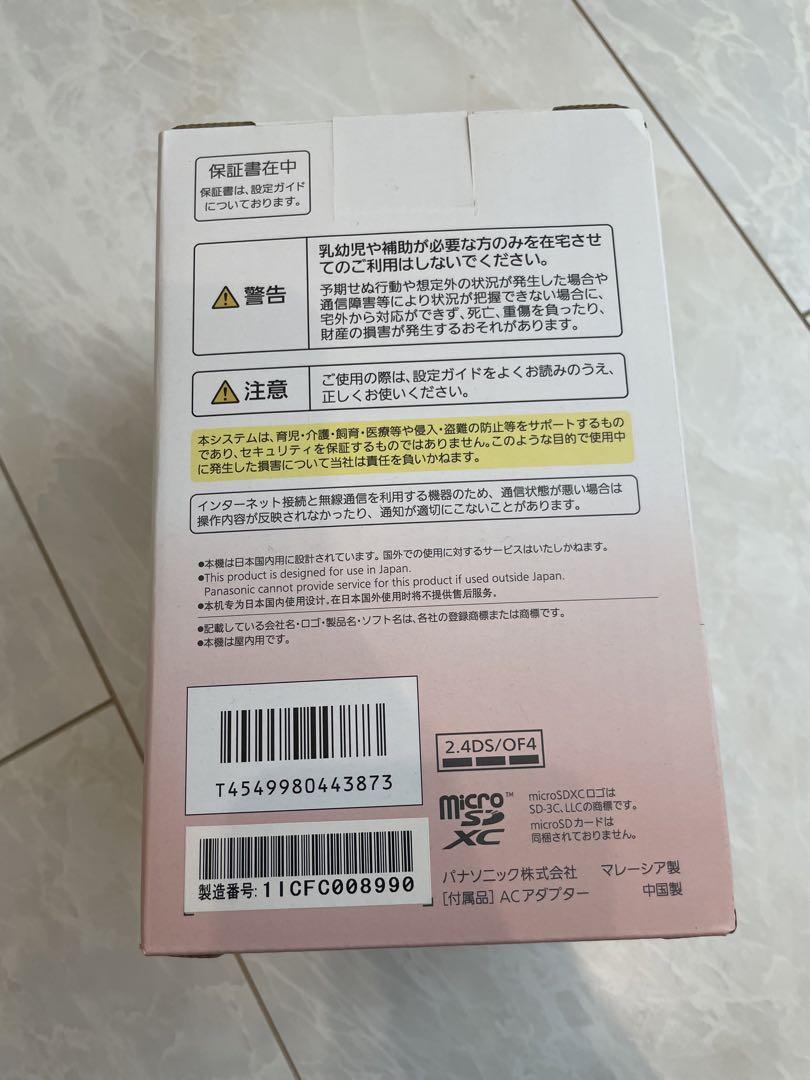 保証書在中
保証書は、設定ガイド
についております。
警告
乳幼児や補助が必要な方のみを在宅させ
てのご利用はしないでください。
予期せぬ行動や想定外の状況が発生した場合や
通信障害等により状況が把握できない場合に、
宅外から対応ができず、死亡、重傷を負ったり、
財産の損害が発生するおそれがあります。
注意
ご使用の際は、設定ガイドをよくお読みのうえ、
正しくお使いください。
本システムは、育児・介護・飼育・医療等や侵入・盗難の防止等をサポートするもの
であり、セキュリティを保証するものではありません。このような目的で使用中
に発生した損害について当社は責任を負いかねます。
インターネット接続と無線通信を利用する機器のため、通信状態が悪い場合は
操作内容が反映されなかったり、通知が適切にこないことがあります。
●本機は日本国内用に設計されています。国外での使用に対するサービスはいたしかねます。
●This product is designed for use in Japan.
Panasonic cannot provide service for this product if used outside Japan.
●本机专为日本国内使用设计，在日本国外使用时将不提供售后服务。
●記載している会社名・ロゴ・製品名・ソフト名は、各社の登録商標または商標です。
●本機は屋内用です。
T4549980443873
製造番号:1ICFC008990
2.4DS/OF4
micro SD XC™
microSDXCロゴは
SD-3C、LLCの商標です。
microSDカードは
同梱されておりません。
パナソニック株式会社 マレーシア製
[付属品] ACアダプター 中国製